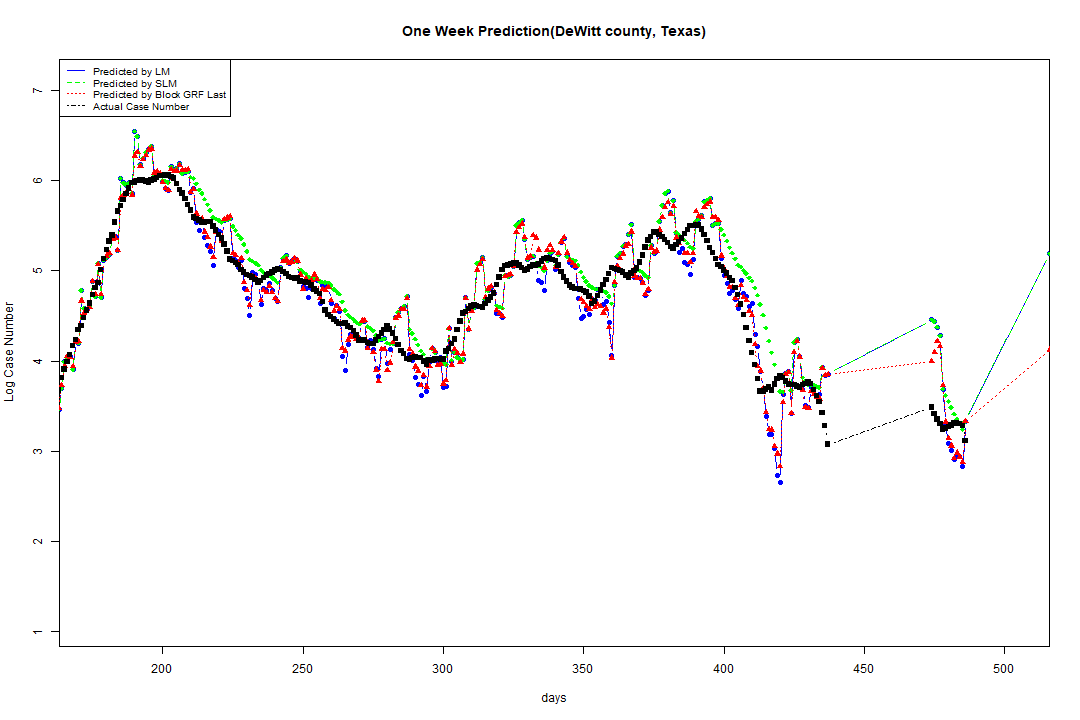 One Week Prediction(DeWitt county, Texas)
Predicted by LM
Predicted by SLM
Predicted by Block GRF Last
Actual Case Number
7
6
5
4
3
2
1
Log Case Number
200 250 300 350 400 450 500
days